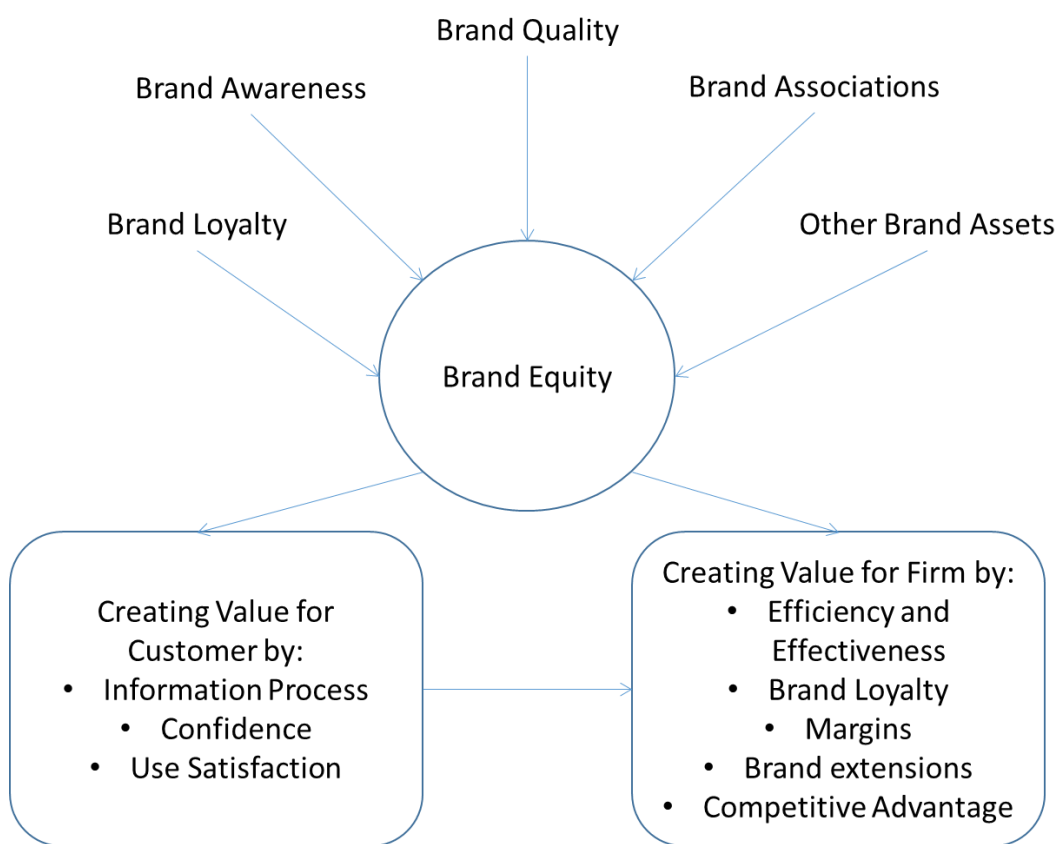 Brand Quality
Brand Awareness
Brand Associations
Brand Loyalty
Other Brand Assets
Brand Equity
Creating Value for
Customer by:
• Information Process
• Confidence
• Use Satisfaction
Creating Value for Firm by:
• Efficiency and
Effectiveness
• Brand Loyalty
• Margins
• Brand extensions
• Competitive Advantage